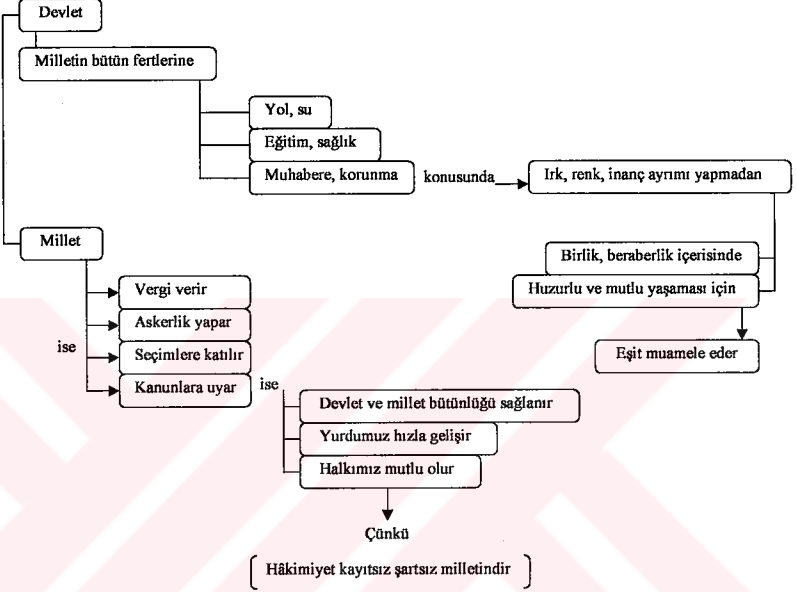 Devlet
Milletin bütün fertlerine
Yol, su
Eğitim, sağlık
Muhabere, korunma
konusunda
Irk, renk, inanç ayrımı yapmadan
Millet
Birlik, beraberlik içerisinde
Huzurlu ve mutlu yaşaması için
Eşit muamele eder
Vergi verir
Askerlik yapar
ise
Seçimlere katılır
Kanunlara uyar
ise
Devlet ve millet bütünlüğü sağlanır
Yurdumuz hızla gelişir
Halkımız mutlu olur
Çünkü
Hâkimiyet kayıtsız şartsız milletindir